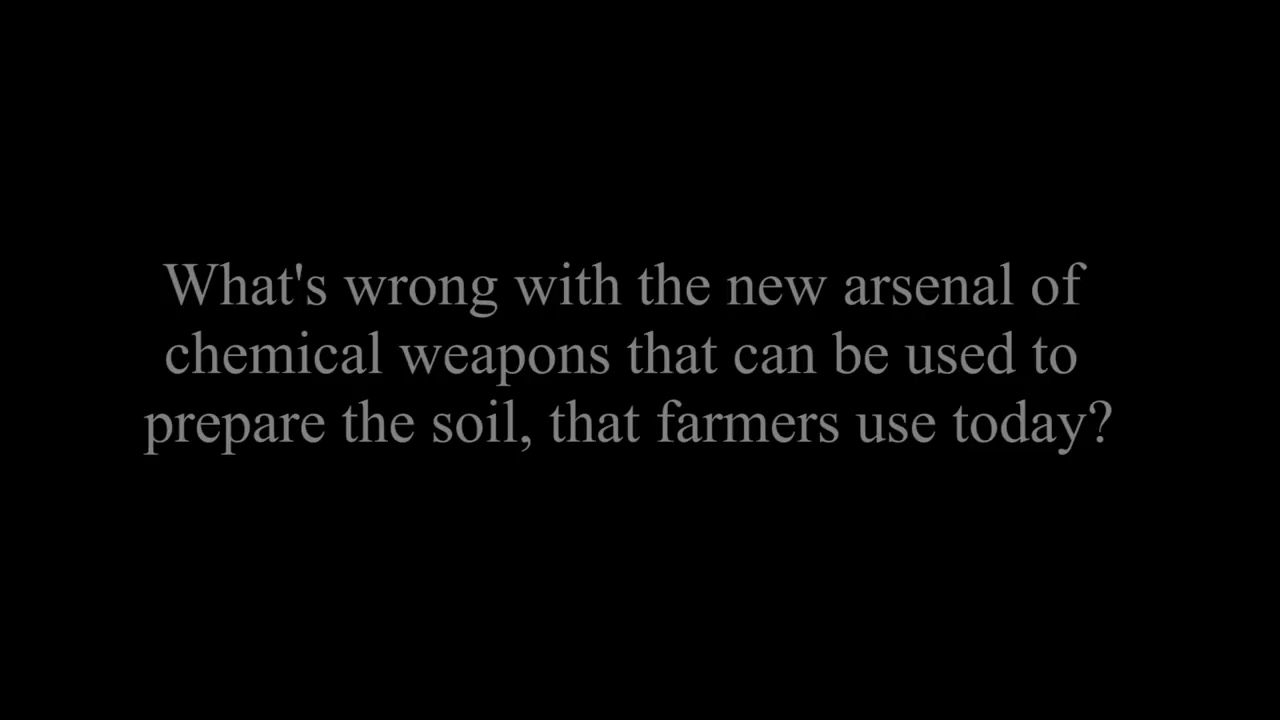 What's wrong with the new arsenal of
chemical weapons that can be used to
prepare the soil, that farmers use today?